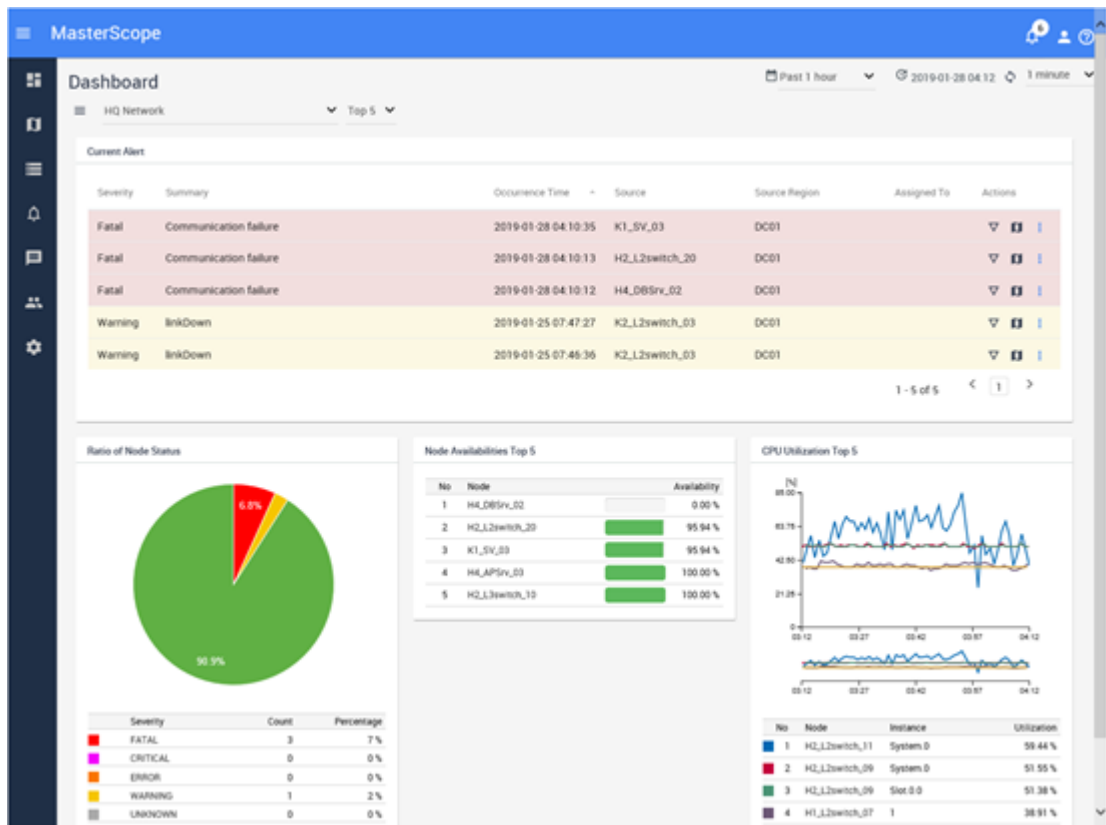 MasterScope
6
Dashboard
Past 1 hour
2019-01-28 04:12
1 minute
HQ Network
Top 5
Current Alert
Severity Summary Occurrence Time Source Source Region Assigned To Actions
Fatal Communication failure 2019-01-28 04:10:35 K1_SV_03 DC01
Fatal Communication failure 2019-01-28 04:10:13 H2_L2switch_20 DC01
Fatal Communication failure 2019-01-28 04:10:12 H4_DBSrv_02 DC01
Warning linkDown 2019-01-25 07:47:27 K2_L2switch_03 DC01
Warning linkDown 2019-01-25 07:46:36 K2_L2switch_03 DC01
1 - 5 of 5 < 1 >
Ratio of Node Status
6.8%
90.9%
Severity Count Percentage
FATAL 3 7 %
CRITICAL 0 0 %
ERROR 0 0 %
WARNING 1 2 %
UNKNOWN 0 0 %
Node Availabilities Top 5
No Node Availability
1 H4_DBSrv_02 0.00 %
2 H2_L2switch_20 95.94 %
3 K1_SV_03 95.94 %
4 H4_APSrv_03 100.00 %
5 H2_L3switch_10 100.00 %
CPU Utilization Top 5
[%]
85.00
63.75
42.50
21.25
0
03:12 03:27 03:42 03:57 04:12
03:12 03:27 03:42 03:57 04:12
No Node Instance Utilization
1 H2_L2switch_11 System.0 59.44 %
2 H2_L2switch_09 System.0 51.55 %
3 H2_L2switch_09 Slot.0.0 51.38 %
4 H1_L2switch_07 1 38.91 %